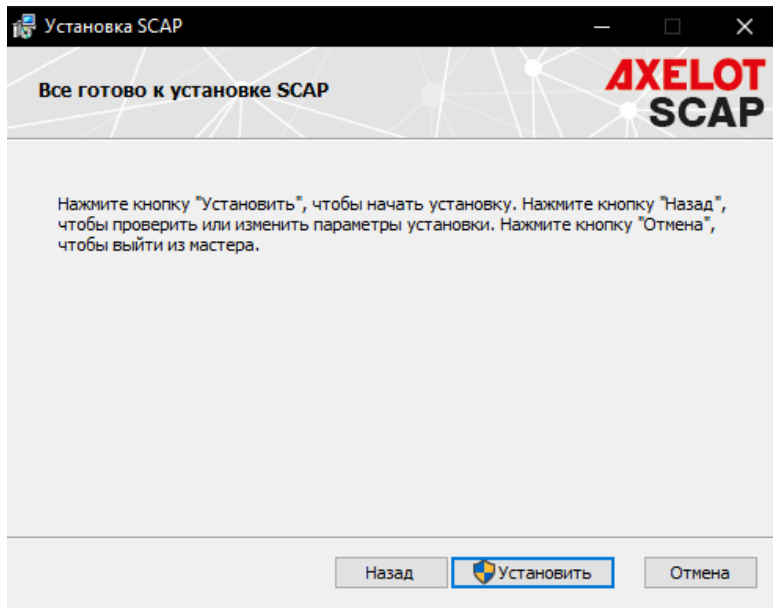 Установка SCAP
Все готово к установке SCAP
AXELOT
SCAP
Нажмите кнопку "Установить", чтобы начать установку. Нажмите кнопку "Назад",
чтобы проверить или изменить параметры установки. Нажмите кнопку "Отмена",
чтобы выйти из мастера.
Назад
Установить
Отмена